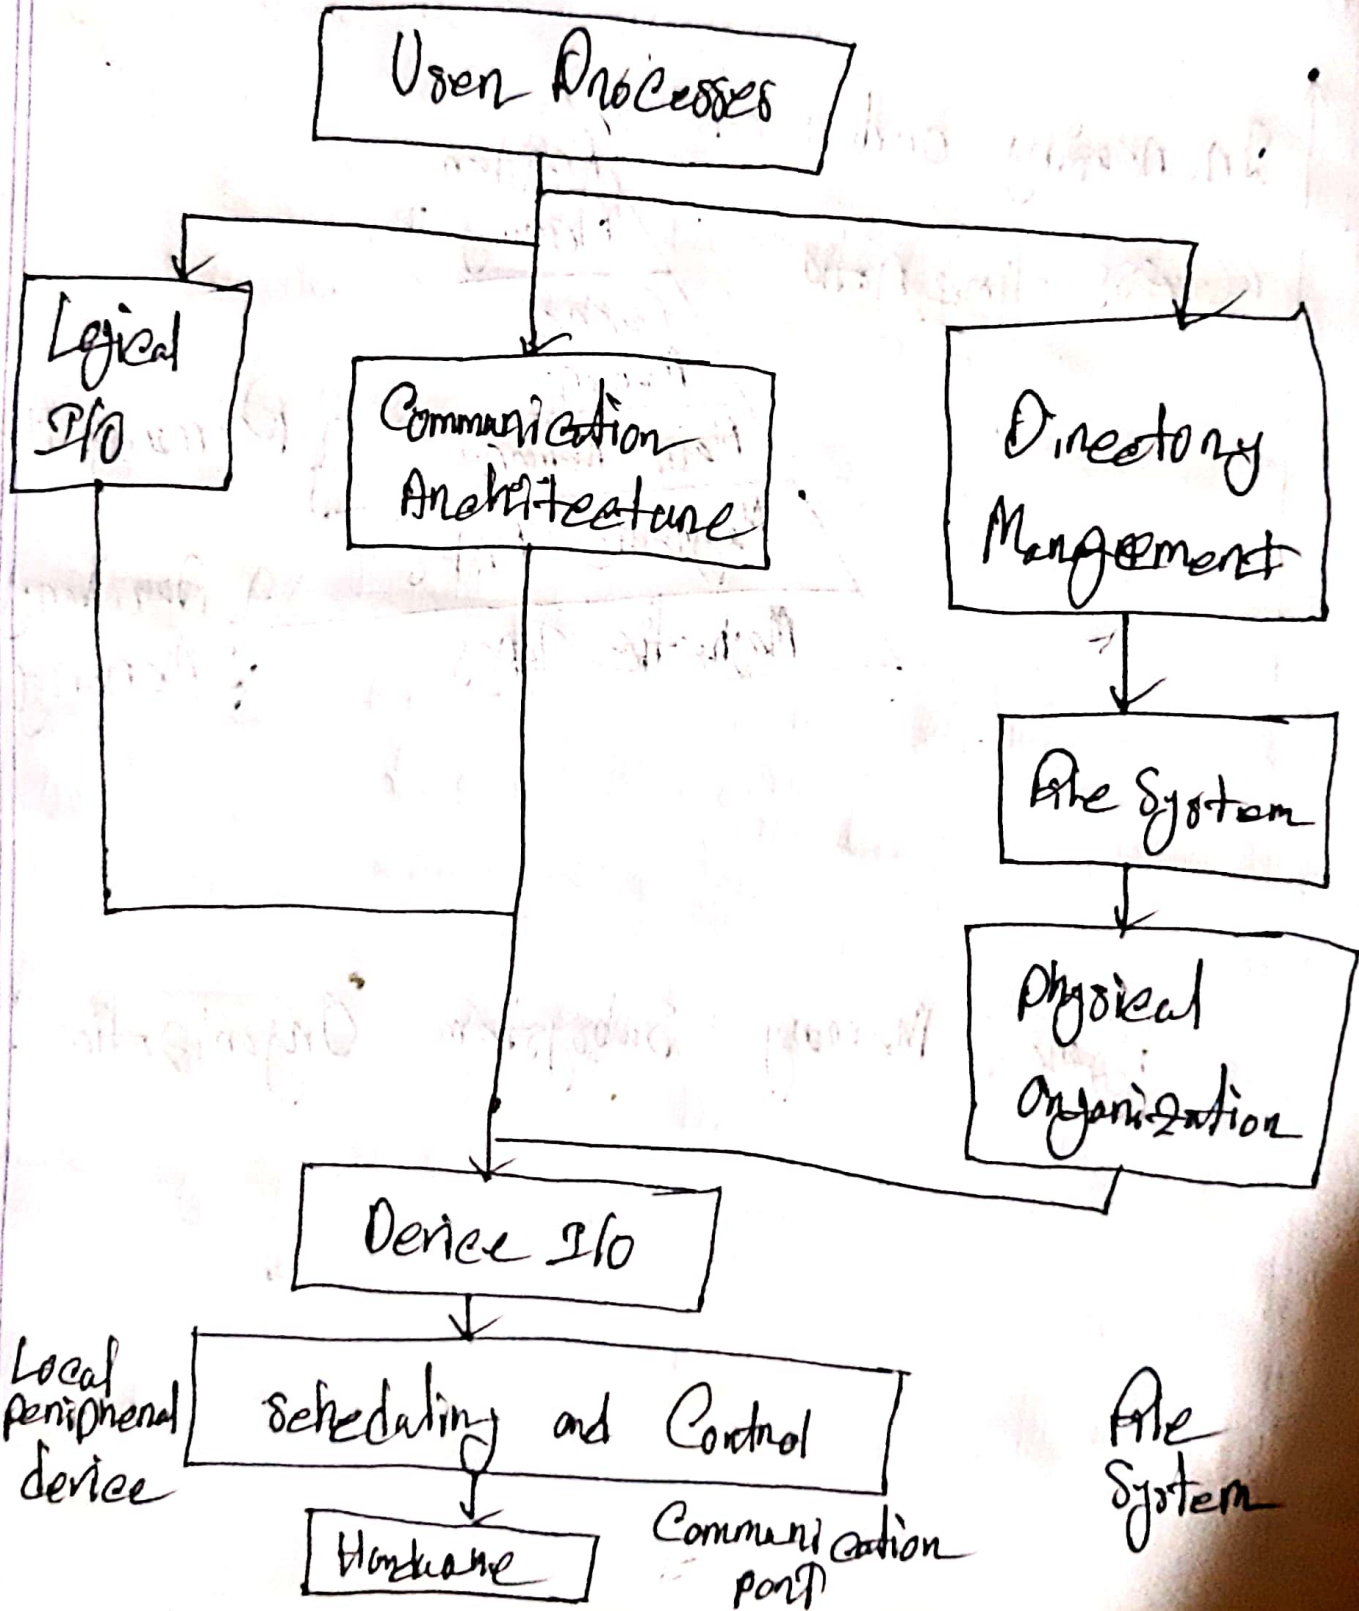 User Processes
Logical
I/O
Communication
Architecture
Directory
Management
File System
Physical
Organization
Device I/O
Local
Peripheral
device
Scheduling and Control
File
System
Hardware
Communication
port